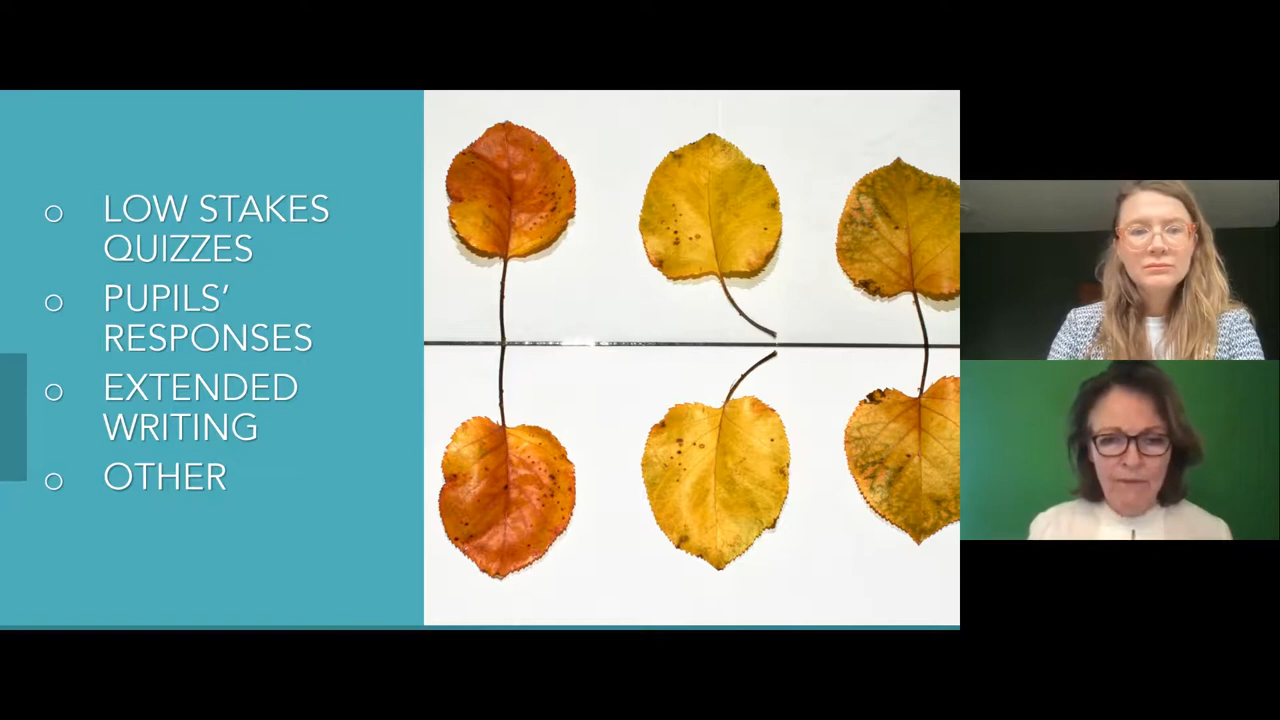 LOW STAKES
QUIZZES
PUPILS’
RESPONSES
EXTENDED
WRITING
OTHER